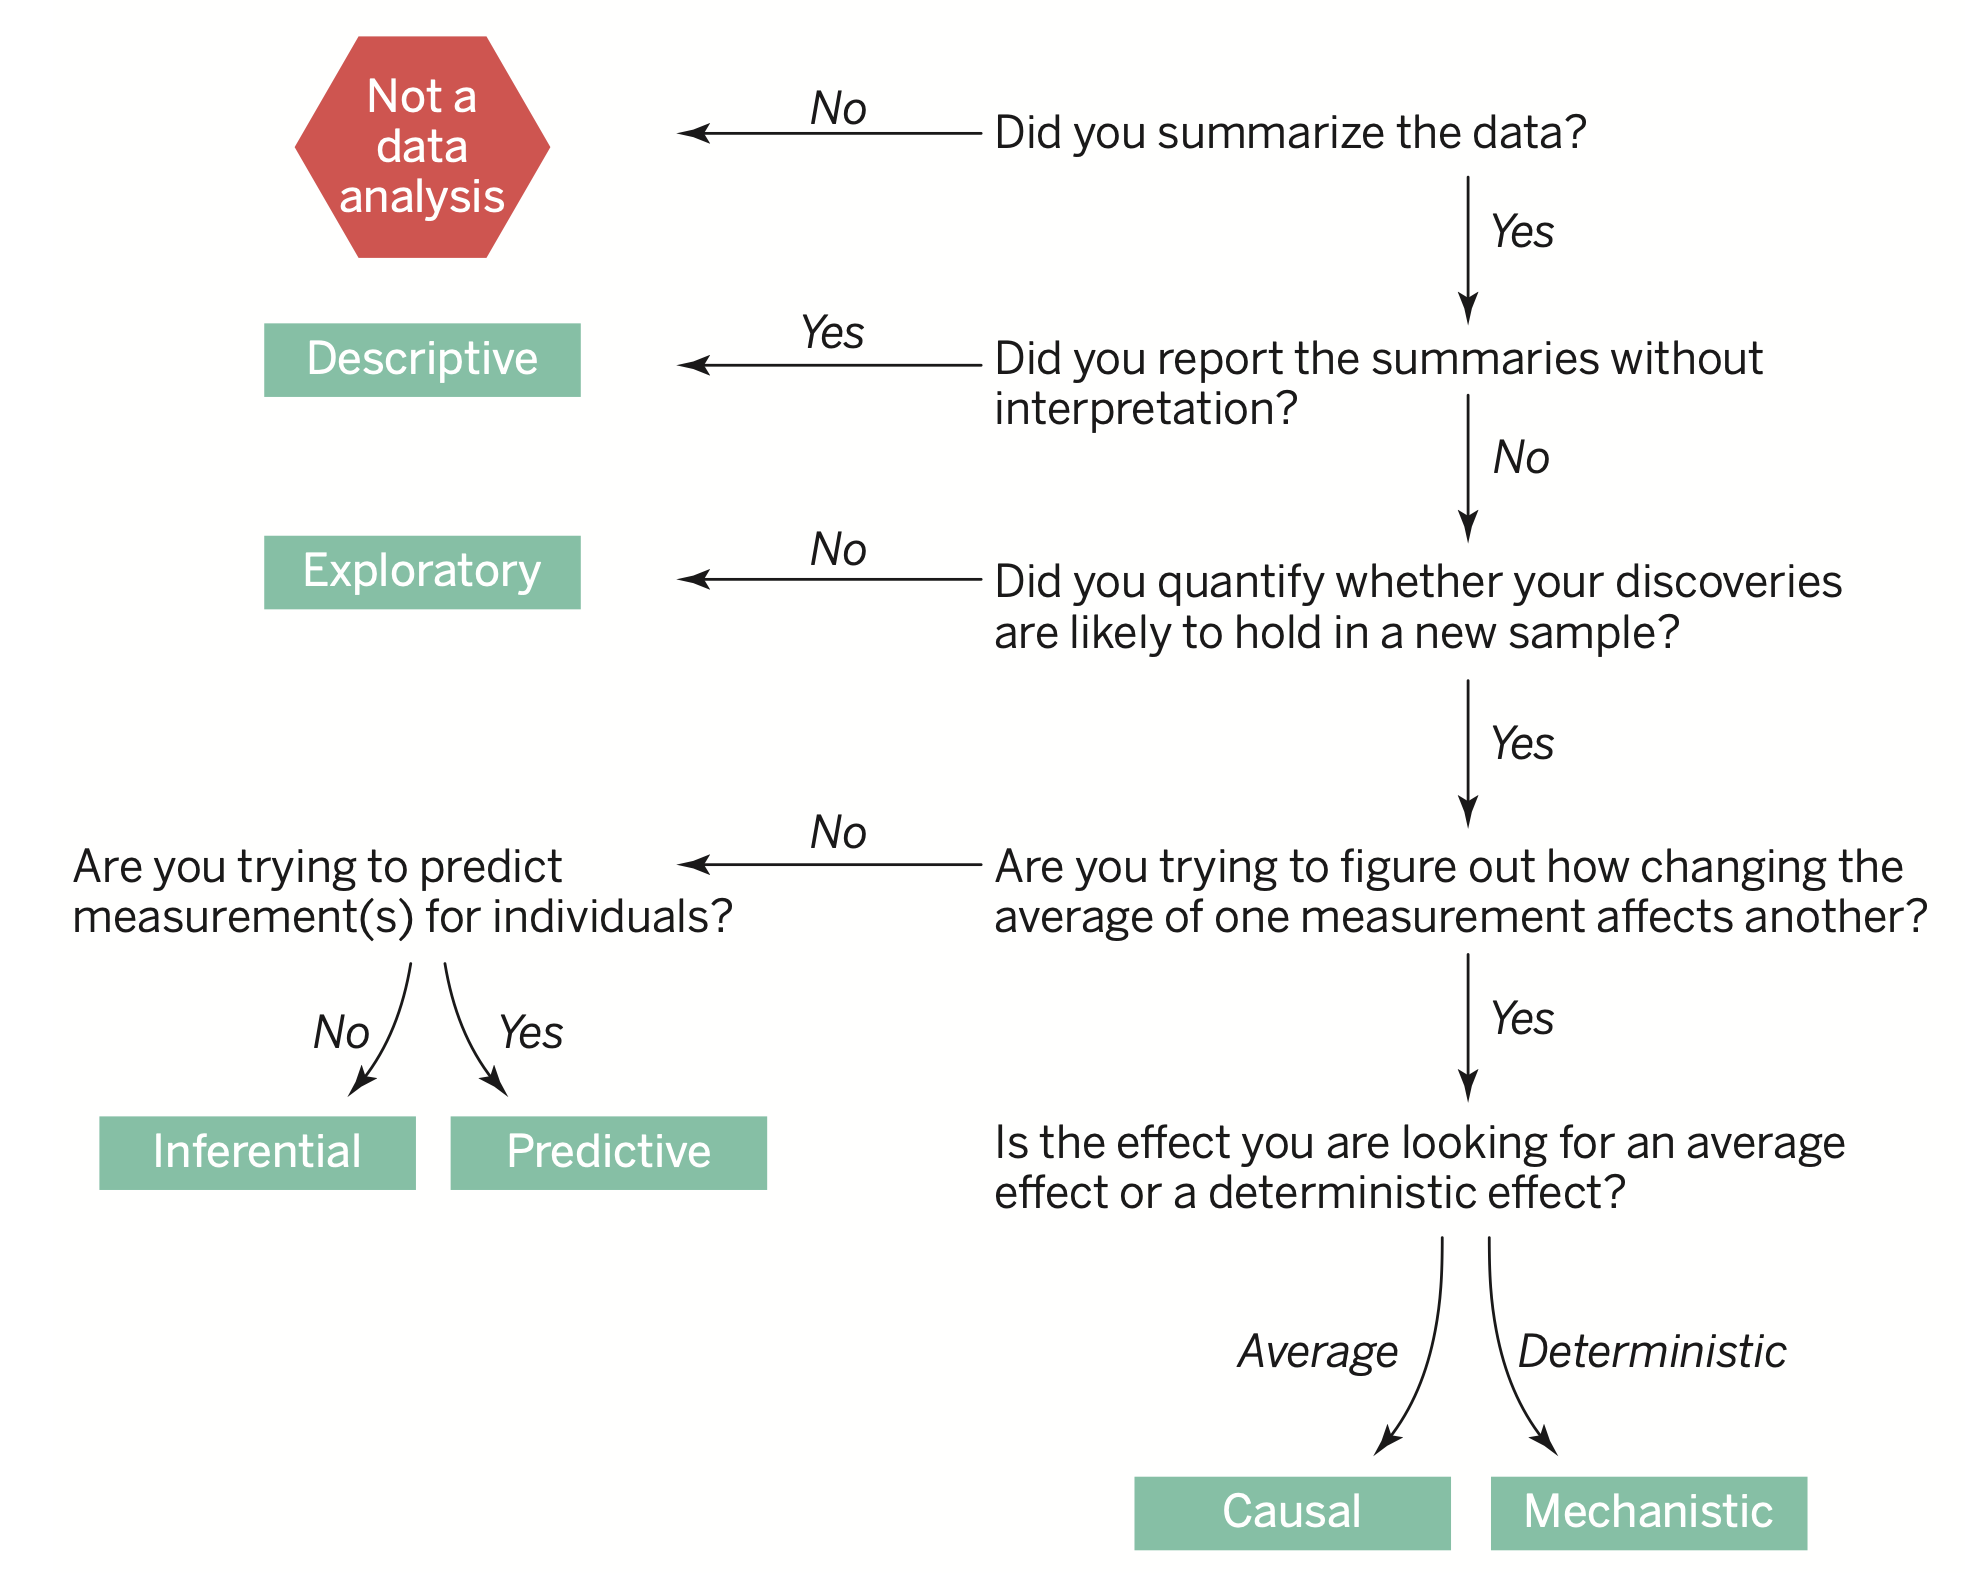 Not a
data
analysis
No
Did you summarize the data?
Yes
Descriptive
Yes
Did you report the summaries without
interpretation?
No
Exploratory
No
Did you quantify whether your discoveries
are likely to hold in a new sample?
Yes
Are you trying to predict
measurement(s) for individuals?
No
Are you trying to figure out how changing the
average of one measurement affects another?
No
Yes
Yes
Inferential
Predictive
Is the effect you are looking for an average
effect or a deterministic effect?
Average
Deterministic
Causal
Mechanistic